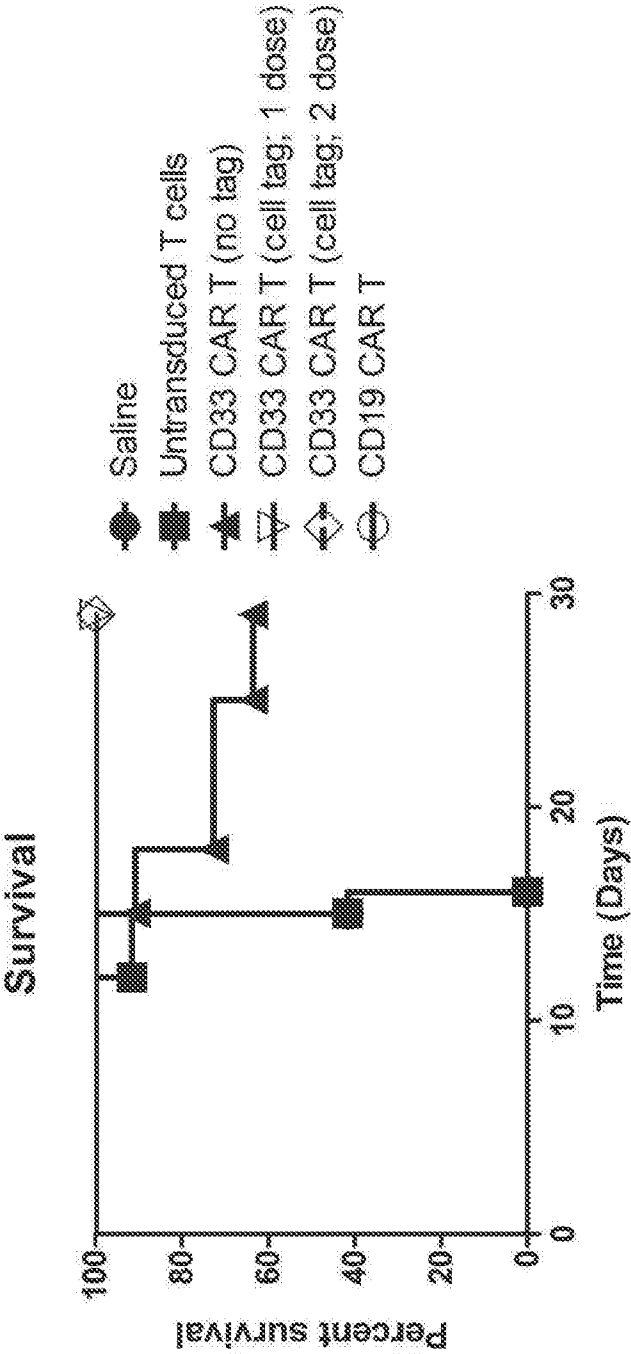 Survival
Percent survival
100
80
60
40
20
0
0
10
20
30
Time (Days)
Saline
Untransduced T cells
CD33 CAR T (no tag)
CD33 CAR T (cell tag; 1 dose)
CD33 CAR T (cell tag; 2 dose)
CD19 CAR T